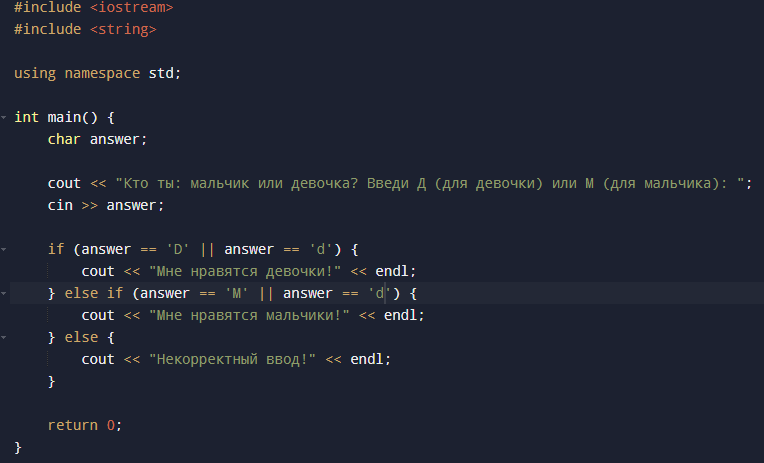 #include <iostream>
#include <string>
using namespace std;
int main() {
char answer;
cout << "Кто ты: мальчик или девочка? Введи Д (для девочки) или М (для мальчика): ";
cin >> answer;
if (answer == 'D' || answer == 'd') {
cout << "Мне нравятся девочки!" << endl;
} else if (answer == 'M' || answer == 'd') {
cout << "Мне нравятся мальчики!" << endl;
} else {
cout << "Некорректный ввод!" << endl;
}
return 0;
}